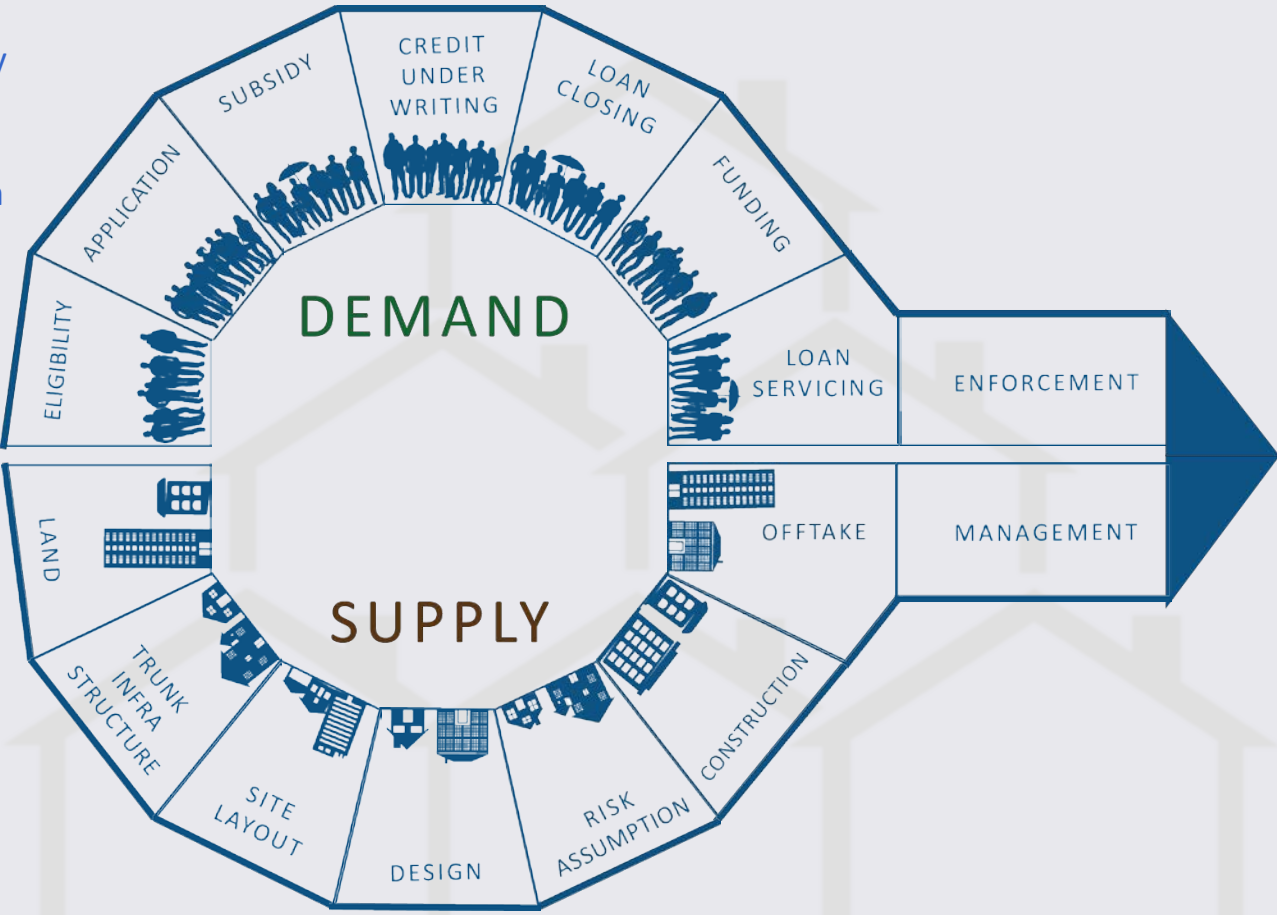 SUBSIDY
CREDIT
UNDER
WRITING
LOAN
CLOSING
APPLICATION
FUNDING
ELIGIBILITY
DEMAND
LOAN
SERVICING
ENFORCEMENT
LAND
OFFTAKE
MANAGEMENT
SUPPLY
TRUNK
INFRA
STRUCTURE
SITE
LAYOUT
DESIGN
RISK
ASSUMPTION
CONSTRUCTION